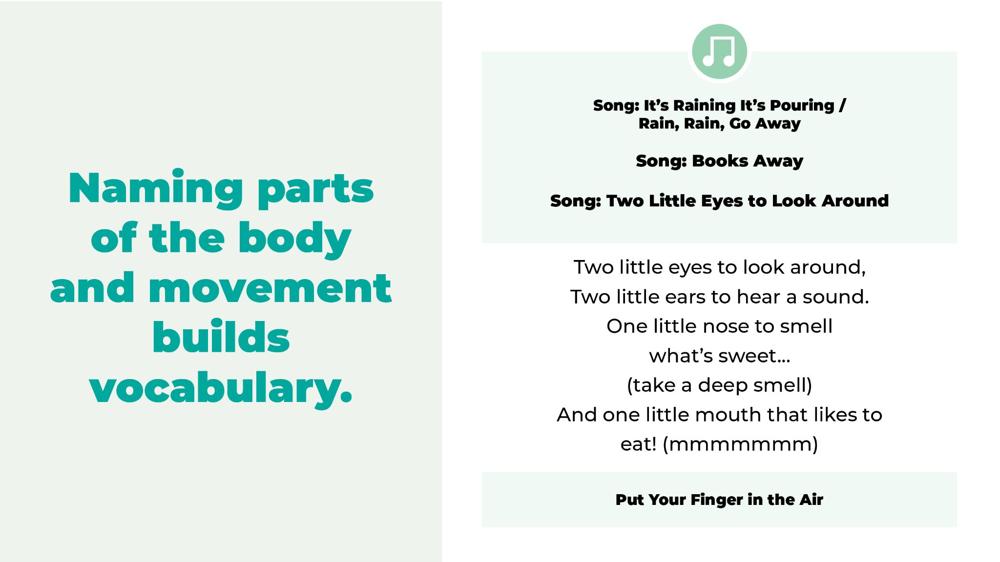 Naming parts
of the body
and movement
builds
vocabulary.
Song: It’s Raining It’s Pouring /
Rain, Rain, Go Away
Song: Books Away
Song: Two Little Eyes to Look Around
Two little eyes to look around,
Two little ears to hear a sound.
One little nose to smell
what’s sweet...
(take a deep smell)
And one little mouth that likes to
eat! (mmmmmmm)
Put Your Finger in the Air